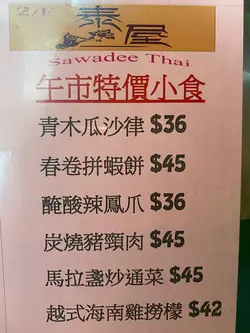 2/F 泰屋
Sawadee Thai
午市特價小食
青木瓜沙律 $36
春卷拼蝦餅 $45
醃酸辣鳳爪 $36
炭燒豬頸肉 $45
馬拉盞炒通菜 $45
越式海南雞撈檬 $42